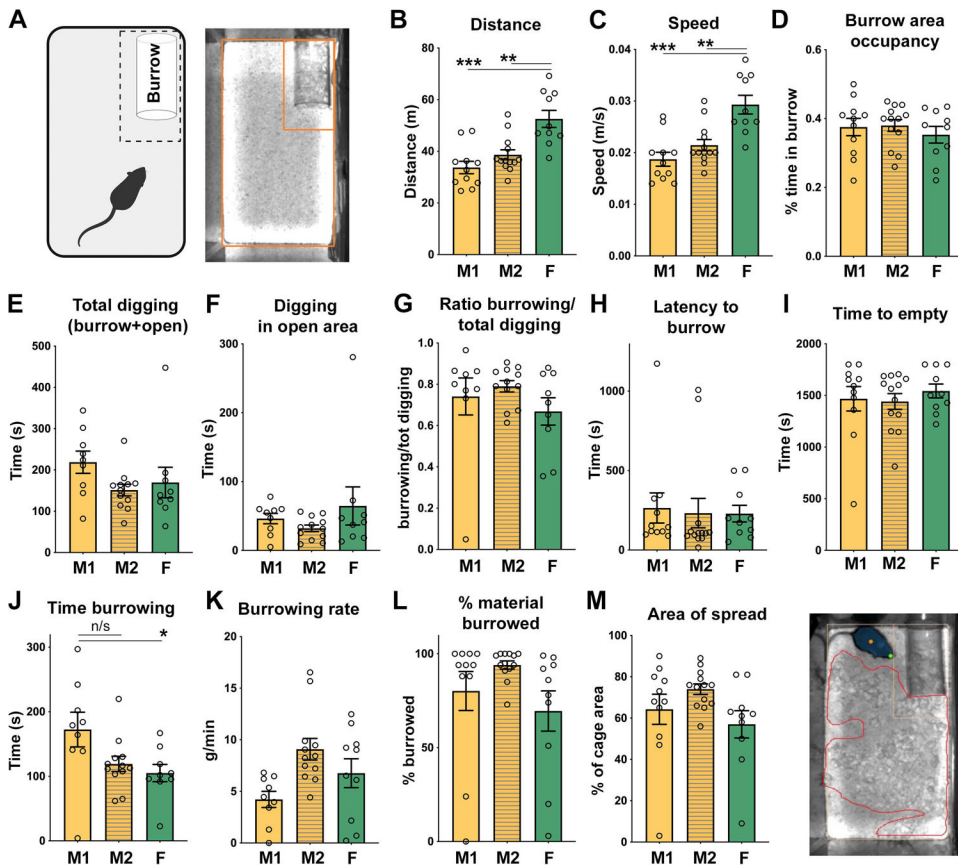 A
Burrow
B
Distance
***
**
Distance (m)
80
60
40
20
0
M1 M2 F
C
Speed
***
**
Speed (m/s)
0.04
0.03
0.02
0.01
0.00
M1 M2 F
D
Burrow area
occupancy
% time in burrow
0.6
0.4
0.2
0.0
M1 M2 F
E
Total digging
(burrow+open)
Time (s)
500
400
300
200
100
0
M1 M2 F
F
Digging
in open area
Time (s)
300
200
100
0
M1 M2 F
G
Ratio burrowing/
total digging
burrowing/tot digging
1.0
0.8
0.6
0.4
0.2
0.0
M1 M2 F
H
Latency to
burrow
Time (s)
1000
500
0
M1 M2 F
I
Time to empty
Time (s)
2000
1500
1000
500
0
M1 M2 F
J
Time burrowing
n/s
*
Time (s)
300
200
100
0
M1 M2 F
K
Burrowing rate
g/min
20
15
10
5
0
M1 M2 F
L
% material
burrowed
% burrowed
100
50
0
M1 M2 F
M
Area of spread
% of cage area
100
80
60
40
20
0
M1 M2 F